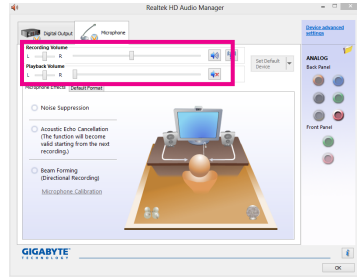 Realtek HD Audio Manager
Digital Output
Microphone
Device advanced settings
Recording Volume
L R
Set Default Device
Playback Volume
L R
ANALOG
Back Panel
Microphone Effects Default Format
Noise Suppression
Acoustic Echo Cancellation
(The function will become
valid starting from the next
recording.)
Beam Forming
(Directional Recording)
Microphone Calibration
Front Panel
GIGABYTE
TECHNOLOGY
i
OK